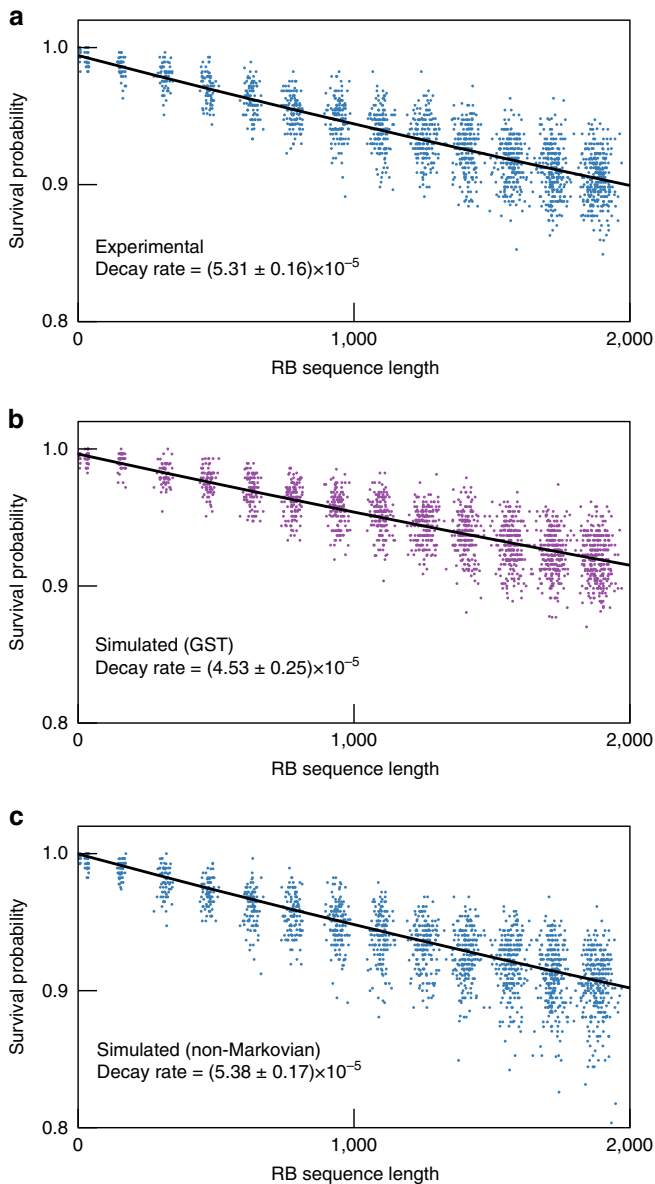 a
1.0
0.9
0.8
Survival probability
Experimental
Decay rate = (5.31 ± 0.16)×10⁻⁵
0 1,000 2,000
RB sequence length
b
1.0
0.9
0.8
Survival probability
Simulated (GST)
Decay rate = (4.53 ± 0.25)×10⁻⁵
0 1,000 2,000
RB sequence length
c
1.0
0.9
0.8
Survival probability
Simulated (non-Markovian)
Decay rate = (5.38 ± 0.17)×10⁻⁵
0 1,000 2,000
RB sequence length